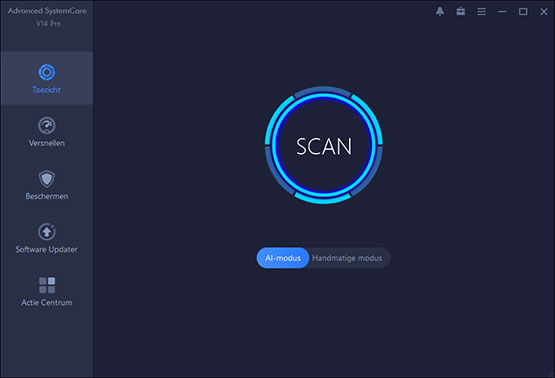 Advanced SystemCare
V14 Pro
Toezicht
Versnellen
Beschermen
Software Updater
Actie Centrum
SCAN
AI-modus Handmatige modus